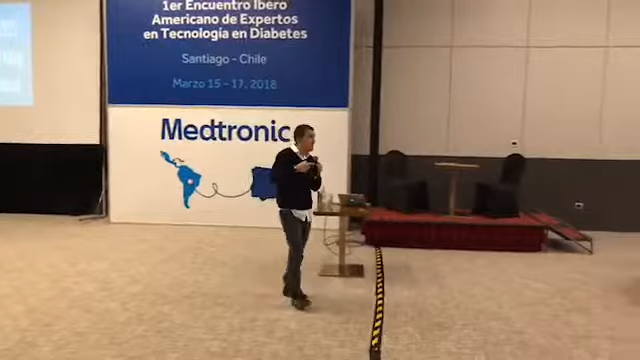 1er Encuentro Ibero
Americano de Expertos
en Tecnología en Diabetes
Santiago - Chile
Marzo 15 - 17, 2018
Medtronic